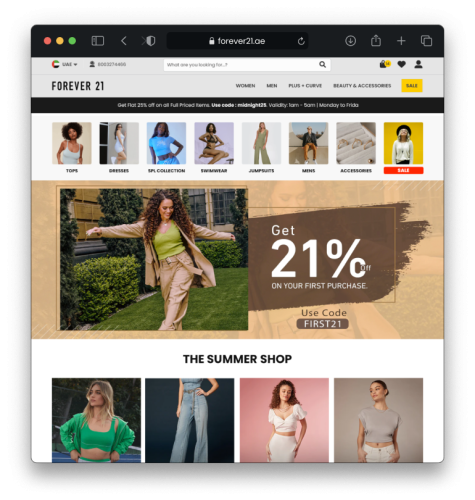 forever21.ae
UAE
8003274466
What are you looking for..?
FOREVER 21
WOMEN MEN PLUS + CURVE BEAUTY & ACCESSORIES SALE
Get Flat 25% off on all Full Priced Items. Use code : midnight25. Validity: 1am - 5am | Monday to Friday
TOPS DRESSES SPL COLLECTION SWIMWEAR JUMPSUITS MENS ACCESSORIES SALE
Get
21% Off
ON YOUR FIRST PURCHASE.
Use Code
FIRST21
THE SUMMER SHOP